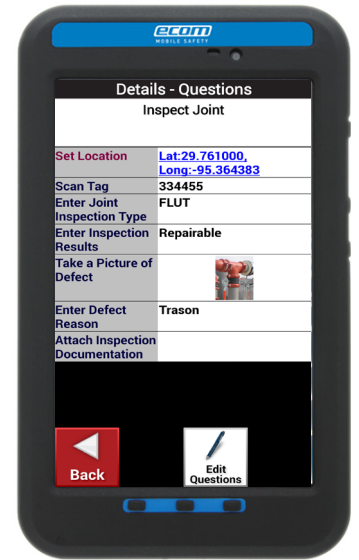 ecom
MOBILE SAFETY
Details - Questions
Inspect Joint
Set Location
Lat:29.761000,
Long:-95.364383
Scan Tag
334455
Enter Joint
Inspection Type
FLUT
Enter Inspection
Results
Repairable
Take a Picture of
Defect
Enter Defect
Reason
Trason
Attach Inspection
Documentation
Back
Edit
Questions